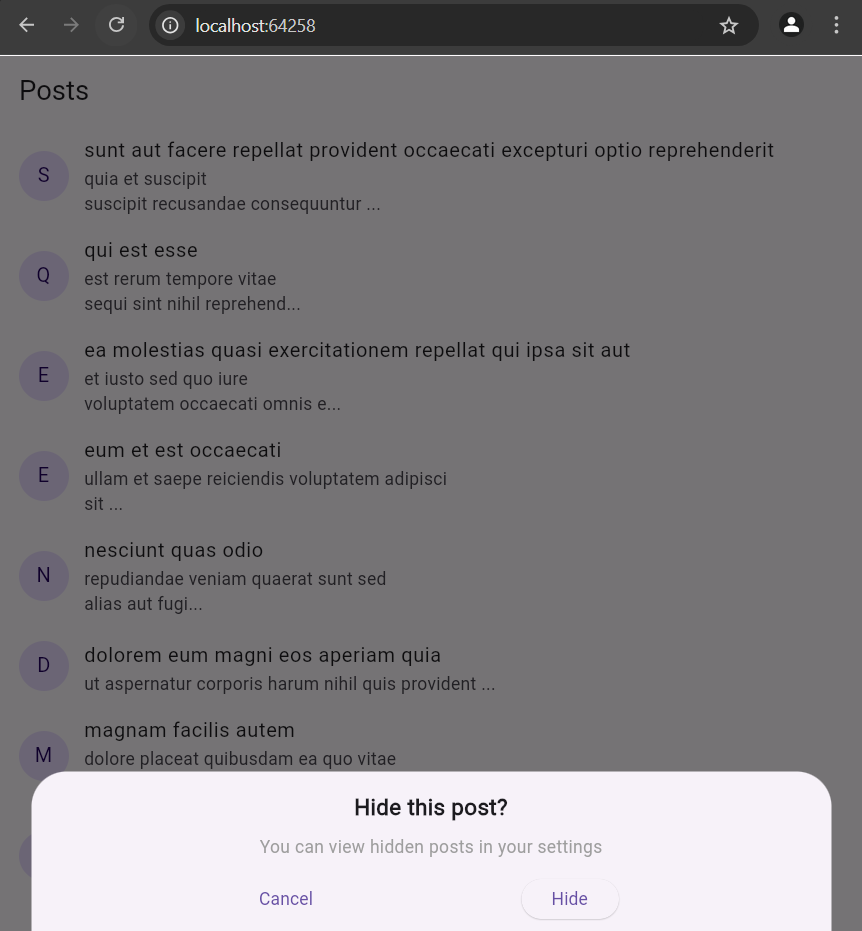 localhost:64258
Posts
S
sunt aut facere repellat provident occaecati excepturi optio reprehenderit
quia et suscipit
suscipit recusandae consequuntur ...
Q
qui est esse
est rerum tempore vitae
sequi sint nihil reprehend...
E
ea molestias quasi exercitationem repellat qui ipsa sit aut
et iusto sed quo iure
voluptatem occaecati omnis e...
E
eum et est occaecati
ullam et saepe reiciendis voluptatem adipisci
sit ...
N
nesciunt quas odio
repudiandae veniam quaerat sunt sed
alias aut fugi...
D
dolorem eum magni eos aperiam quia
ut aspernatur corporis harum nihil quis provident ...
M
magnam facilis autem
dolore placeat quibusdam ea quo vitae
Hide this post?
You can view hidden posts in your settings
Cancel
Hide